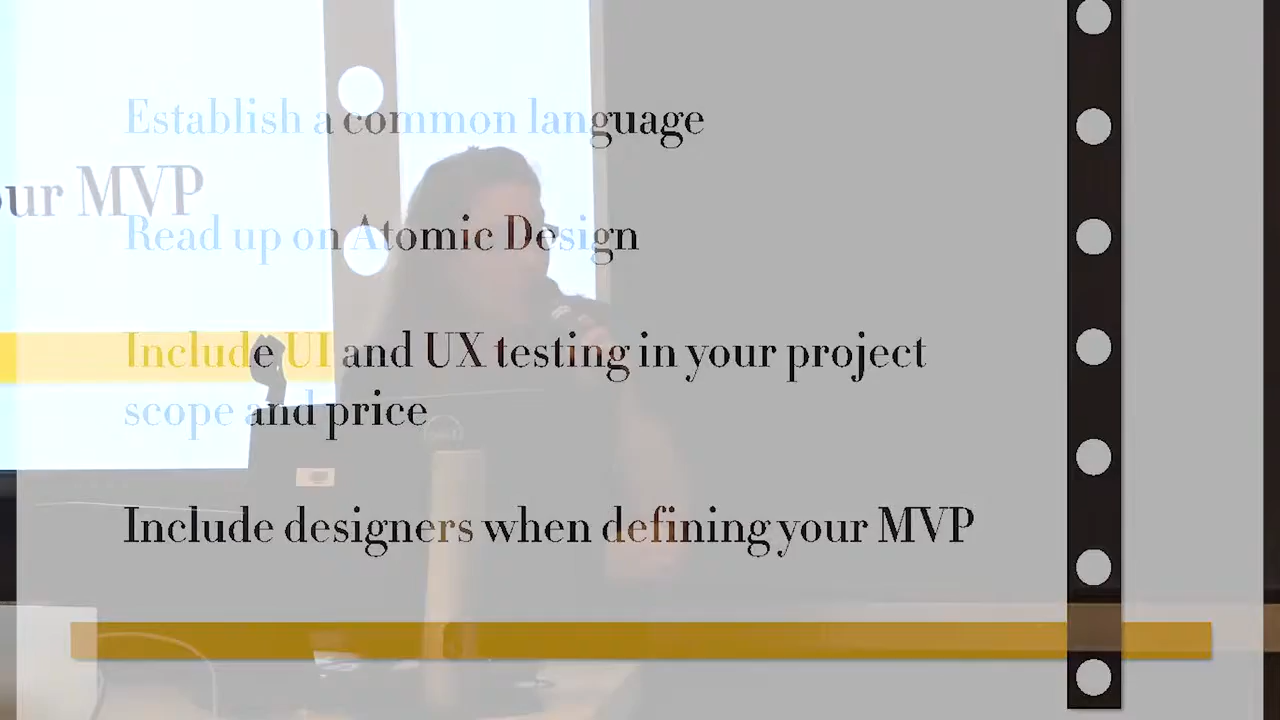 Establish a common language
our MVP
Read up on Atomic Design
Include UI and UX testing in your project
scope and price
Include designers when defining your MVP